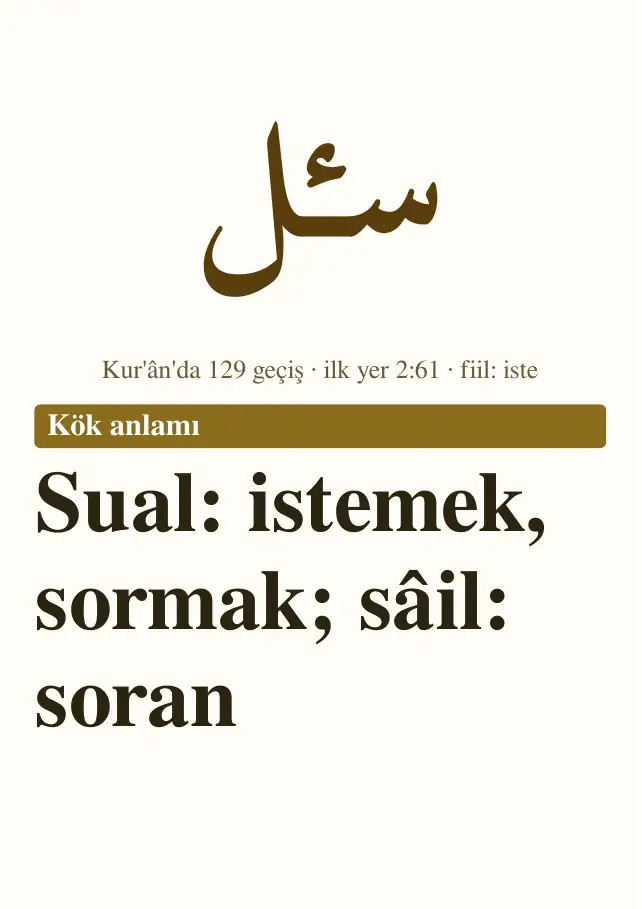 سئل
Kur'ân'da 129 geçiş · ilk yer 2:61 · fiil: iste
Kök anlamı
Sual: istemek,
sormak; sâil:
soran